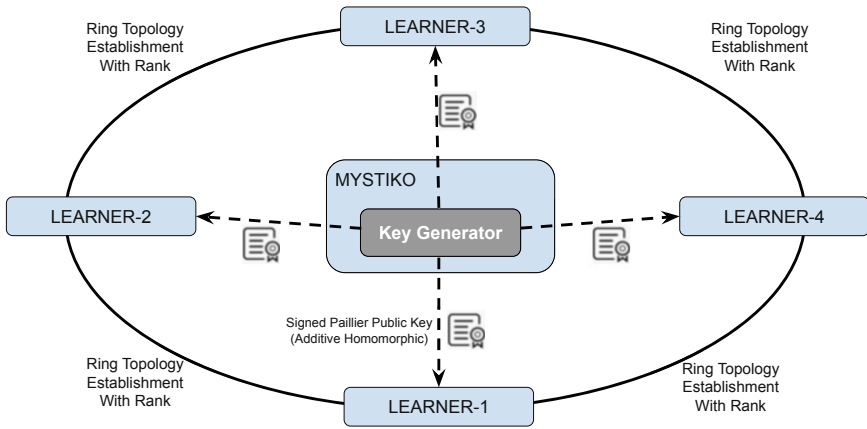 LEARNER-3
Ring Topology
Establishment
With Rank
Ring Topology
Establishment
With Rank
MYSTIKO
LEARNER-2
Key Generator
LEARNER-4
Signed Paillier Public Key
(Additive Homomorphic)
Ring Topology
Establishment
With Rank
LEARNER-1
Ring Topology
Establishment
With Rank